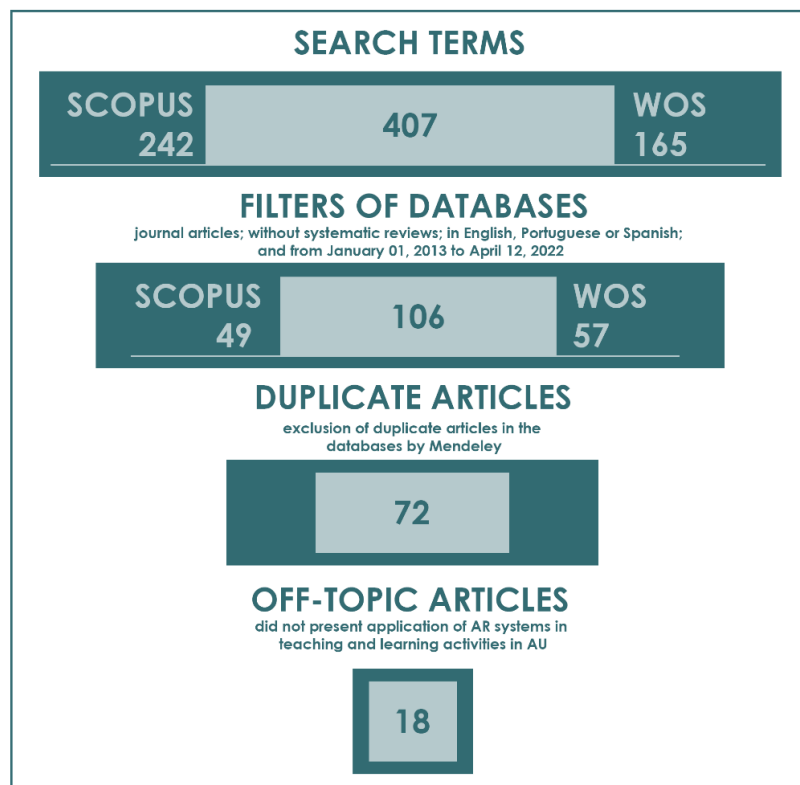 SEARCH TERMS
SCOPUS
242
407
WOS
165
FILTERS OF DATABASES
journal articles; without systematic reviews; in English, Portuguese or Spanish;
and from January 01, 2013 to April 12, 2022
SCOPUS
49
106
WOS
57
DUPLICATE ARTICLES
exclusion of duplicate articles in the
databases by Mendeley
72
OFF-TOPIC ARTICLES
did not present application of AR systems in
teaching and learning activities in AU
18